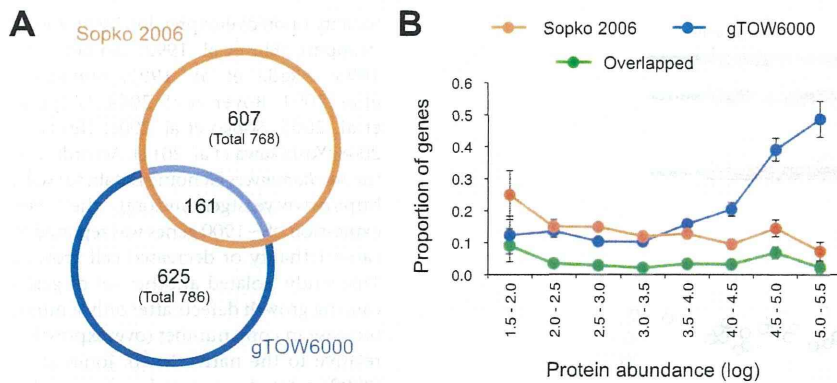 A
Sopko 2006
607
(Total 768)
161
625
(Total 786)
gTOW6000
B
Sopko 2006
gTOW6000
Overlapped
Proportion of genes
0.6
0.5
0.4
0.3
0.2
0.1
0.0
1.5 - 2.0
2.0 - 2.5
2.5 - 3.0
3.0 - 3.5
3.5 - 4.0
4.0 - 4.5
4.5 - 5.0
5.0 - 5.5
Protein abundance (log)